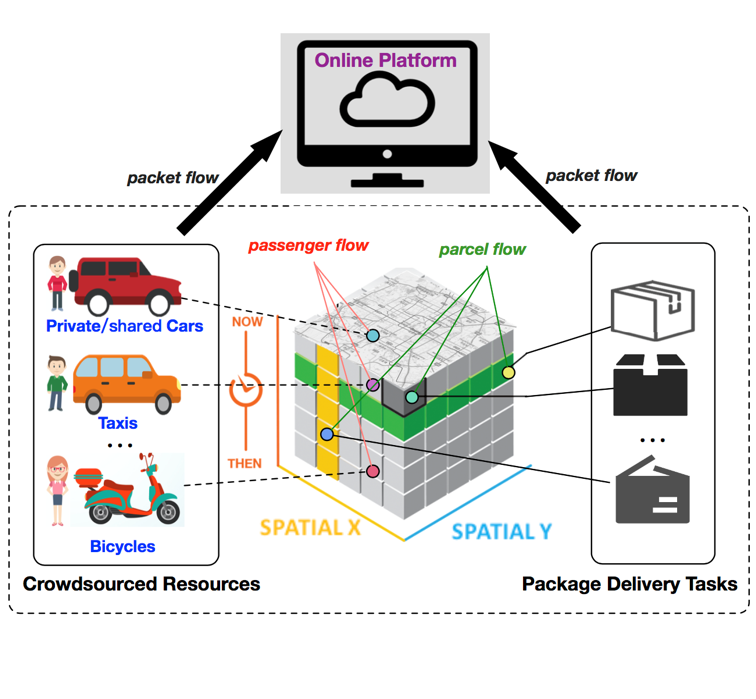 Online Platform
packet flow
packet flow
passenger flow
parcel flow
Private/shared Cars
NOW
Taxis
...
...
THEN
Bicycles
SPATIAL X
SPATIAL Y
Crowdsourced Resources
Package Delivery Tasks